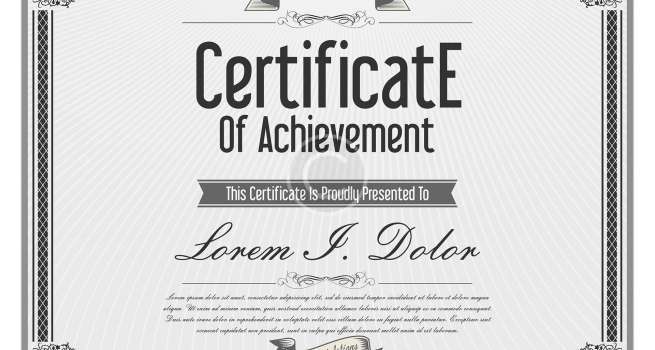 CertificatE
Of Achievement
This Certificate Is Proudly Presented To
Lorem I. Dolor
Lorem ipsum dolor sit amet, consectetur adipisicing elit, sed do eiusmod tempor incididunt ut labore et dolore magna
aliqua. Ut enim ad minim veniam, quis nostrud exercitation ullamco laboris nisi ut aliquip ex ea commodo consequat.
Duis aute irure dolor in reprehenderit in voluptate velit esse cillum dolore eu fugiat nulla pariatur. Excepteur sint
occaecat cupidatat non proident, sunt in culpa qui officia deserunt mollit anim id est laborum.